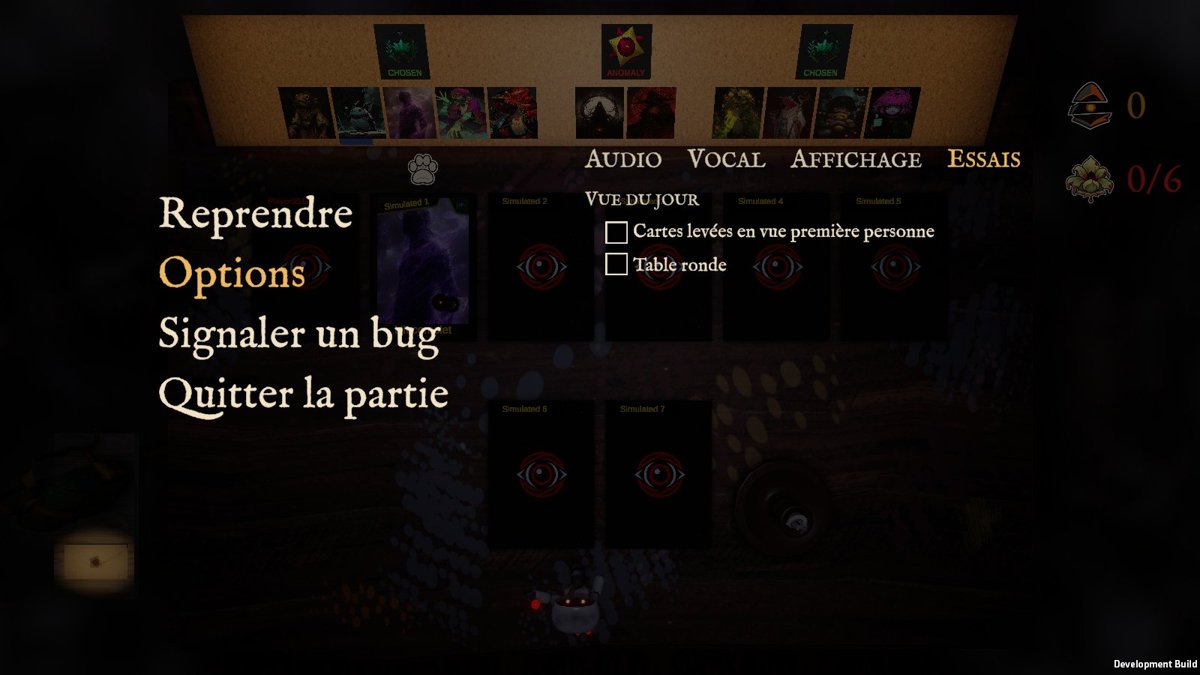 CHOSEN
ANOMALY
CHOSEN
0
0/6
AUDIO VOCAL AFFICHAGE ESSAIS
VUE DU JOUR
Cartes levées en vue première personne
Table ronde
Reprendre
Options
Signaler un bug
Quitter la partie
Simulated 1
Simulated 2
Simulated 4
Simulated 5
Simulated 6
Simulated 7
Development Build